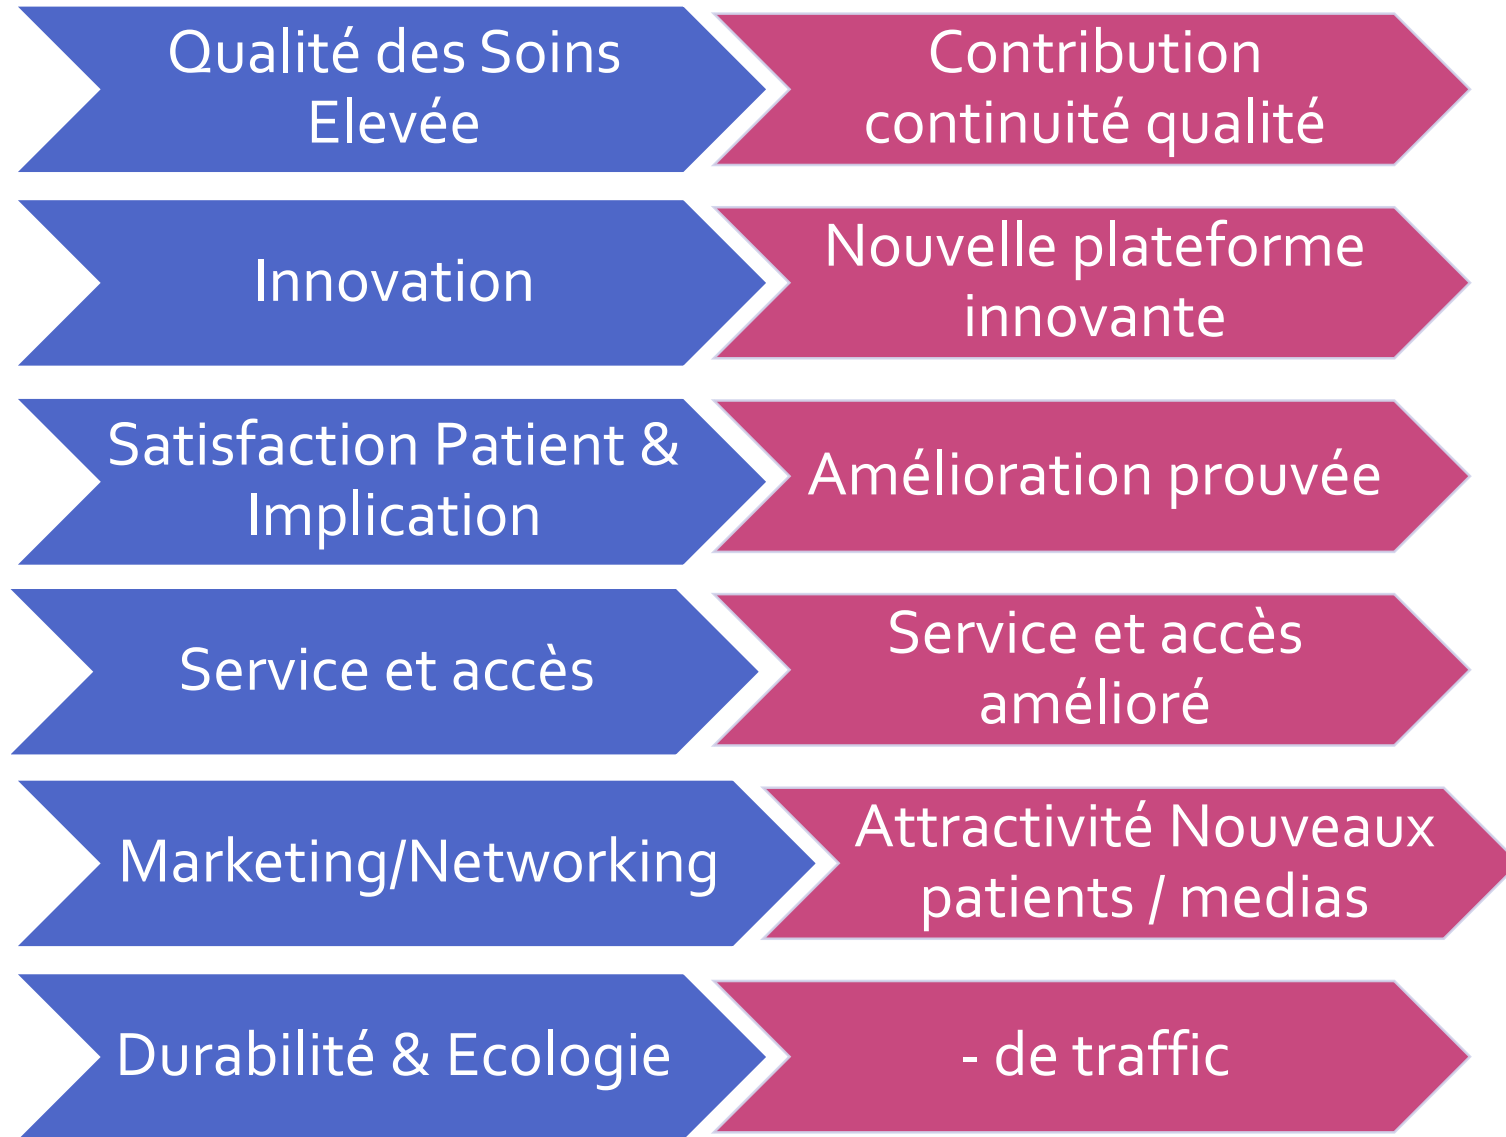 Qualité des Soins
Elevée
Contribution
continuité qualité
Innovation
Nouvelle plateforme
innovante
Satisfaction Patient &
Implication
Amélioration prouvée
Service et accès
Service et accès
amélioré
Marketing/Networking
Attractivité Nouveaux
patients / medias
Durabilité & Ecologie
- de traffic